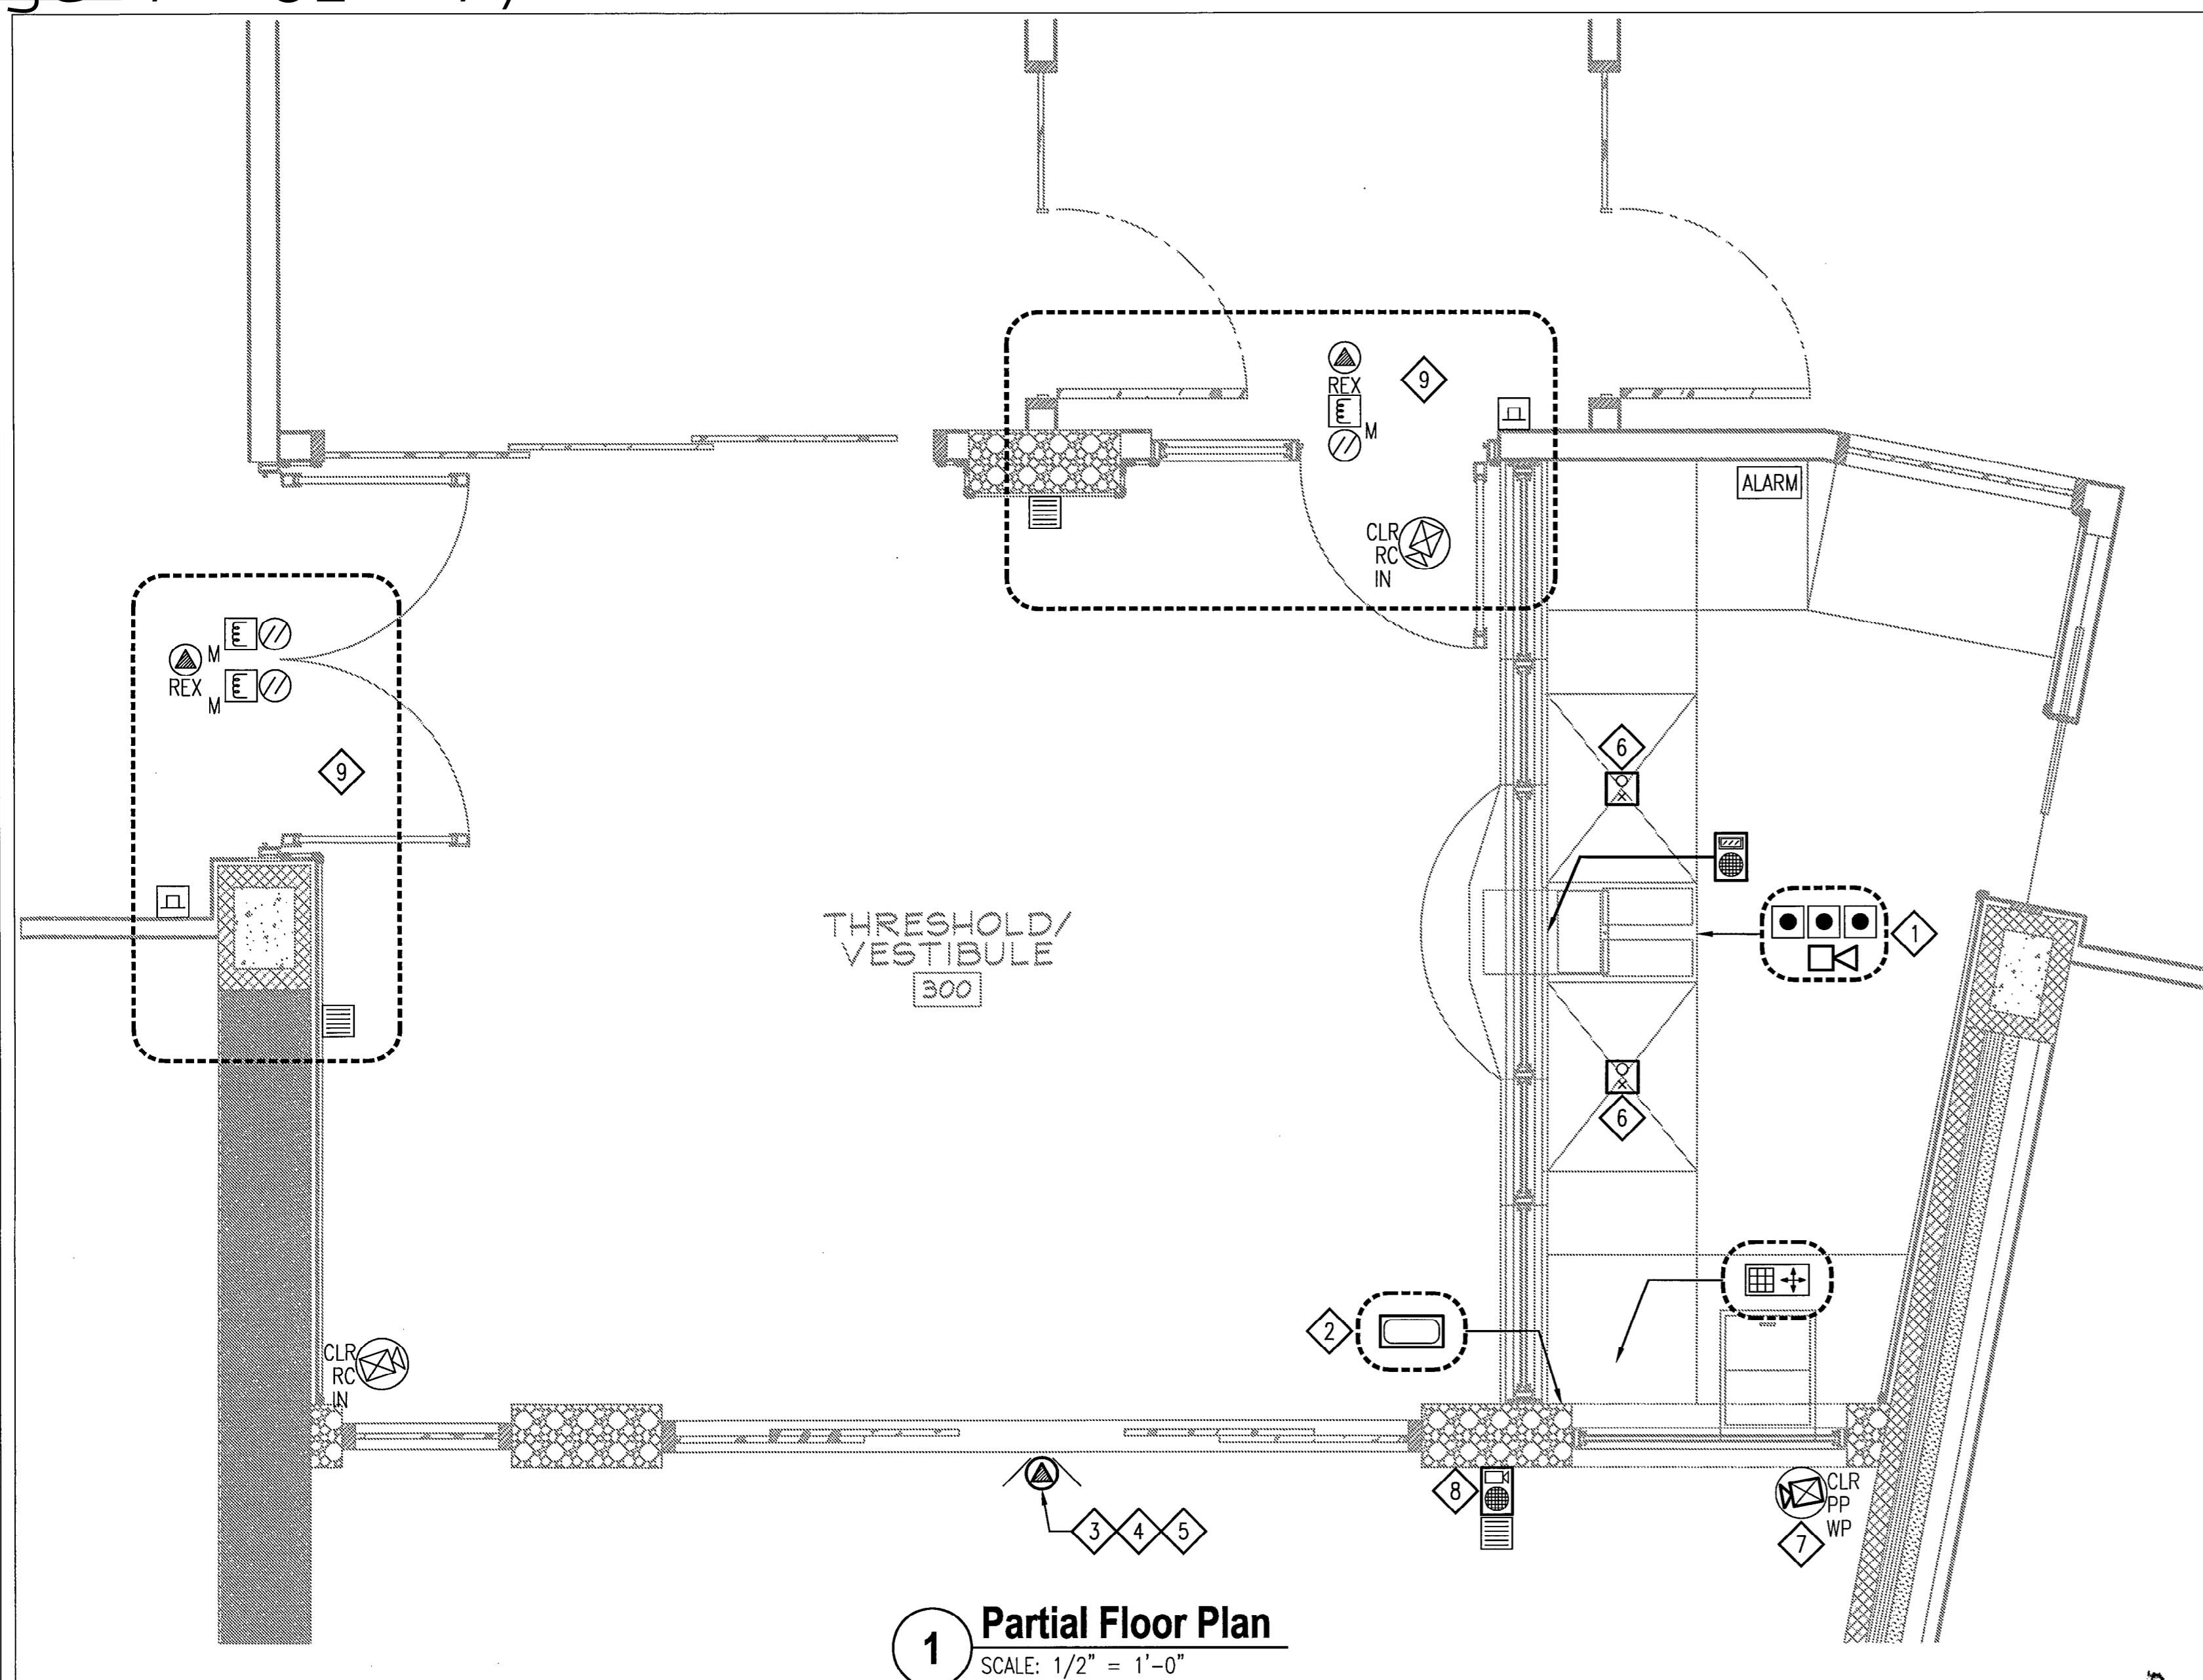 REX
9
M
CLR
RC
IN
ALARM
M
REX
M
9
6
THRESHOLD/
VESTIBULE
300
1
6
2
CLR
RC
IN
8
CLR
PP
WP
7
3 4 5
1 Partial Floor Plan
SCALE: 1/2" = 1'-0"